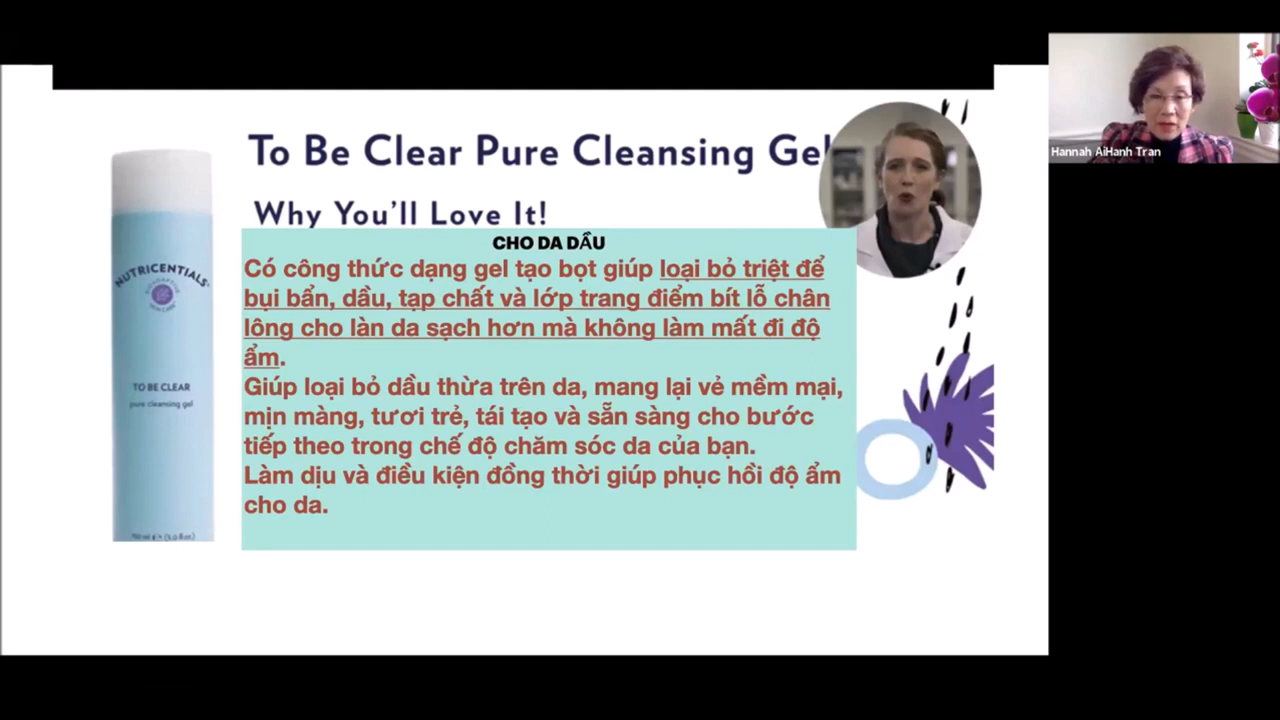 To Be Clear Pure Cleansing Gel
Why You'll Love It!
CHO DA DẦU
Có công thức dạng gel tạo bọt giúp loại bỏ triệt để
bụi bẩn, dầu, tạp chất và lớp trang điểm bít lỗ chân
lông cho làn da sạch hơn mà không làm mất đi độ
ẩm.
Giúp loại bỏ dầu thừa trên da, mang lại vẻ mềm mại,
mịn màng, tươi trẻ, tái tạo và sẵn sàng cho bước
tiếp theo trong chế độ chăm sóc da của bạn.
Làm dịu và điều kiện đồng thời giúp phục hồi độ ẩm
cho da.
NUTRICENTIALS
TO BE CLEAR
pure cleansing gel
Hannah AiHanh Tran